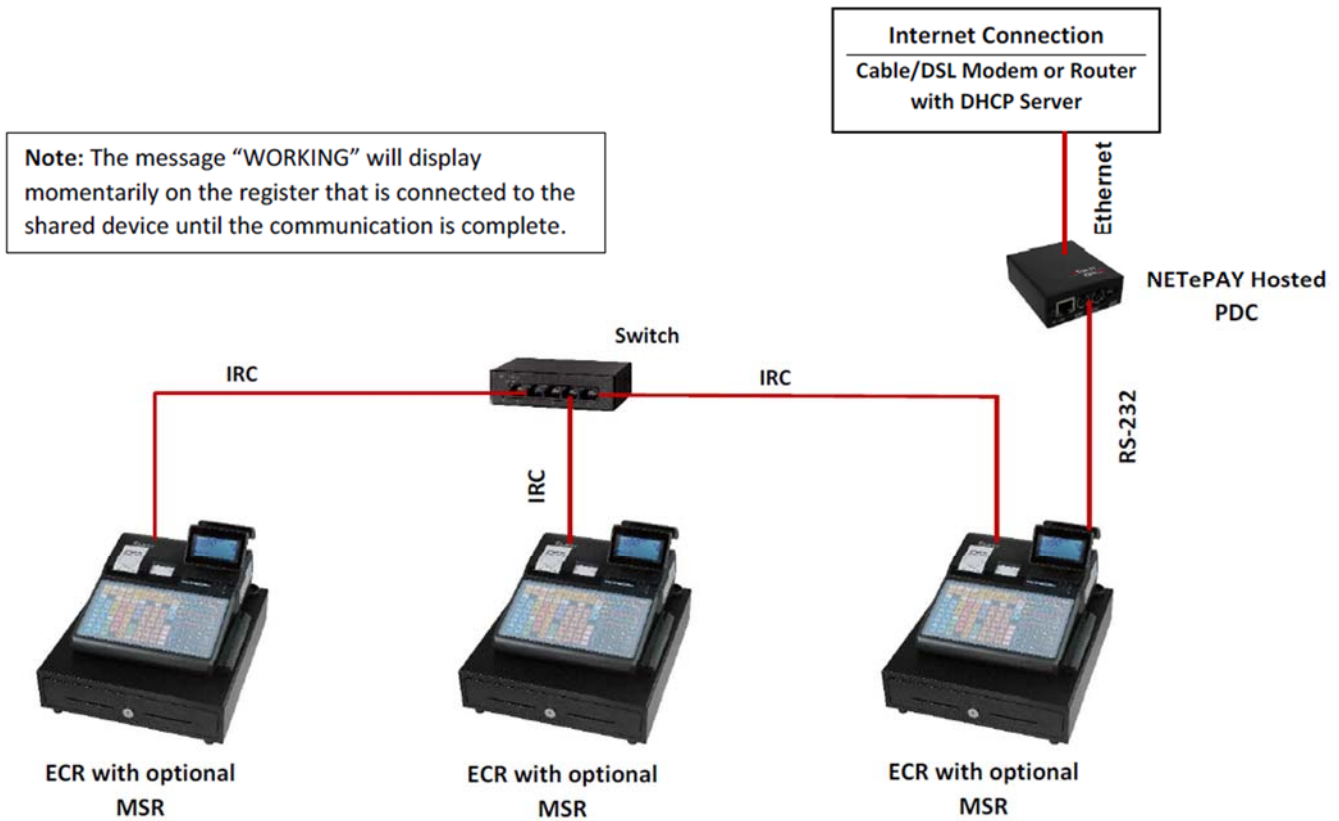 Internet Connection
Cable/DSL Modem or Router
with DHCP Server
Note: The message “WORKING” will display
momentarily on the register that is connected to the
shared device until the communication is complete.
Ethernet
NETePAY Hosted
PDC
Switch
IRC
IRC
IRC
RS-232
ECR with optional
MSR
ECR with optional
MSR
ECR with optional
MSR